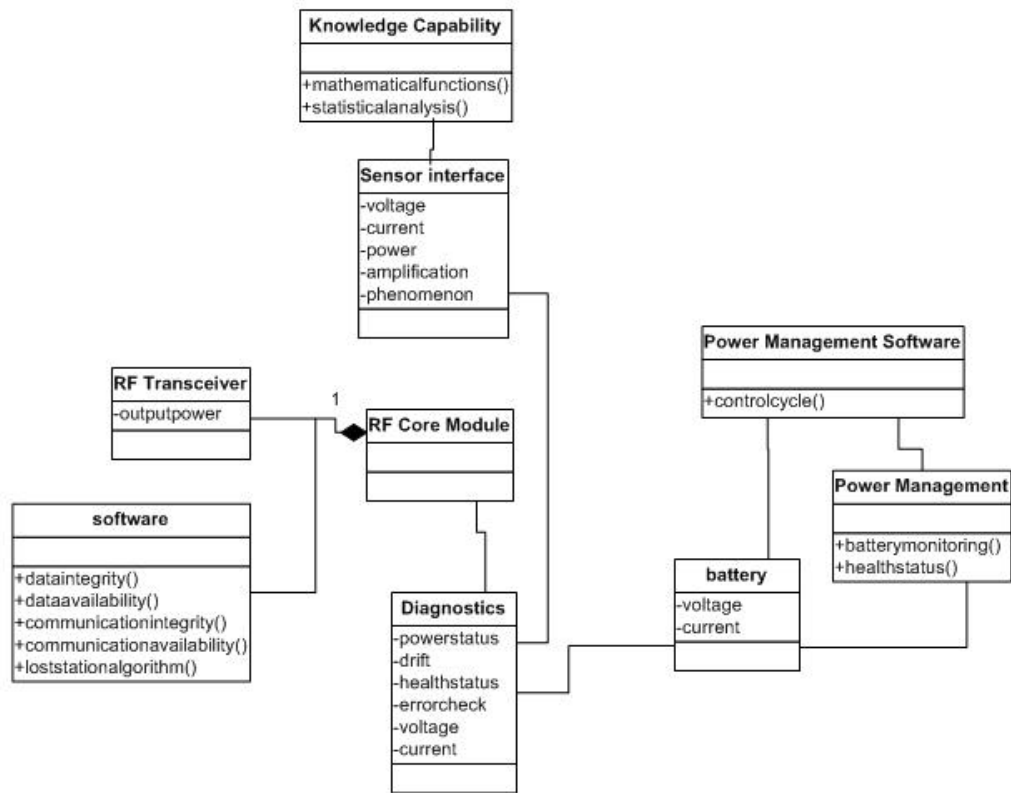 Knowledge Capability
+mathematicalfunctions()
+statisticalanalysis()
Sensor interface
-voltage
-current
-power
-amplification
-phenomenon
Power Management Software
+controlcycle()
RF Transceiver
-outputpower
1
RF Core Module
Power Management
+batterymonitoring()
+healthstatus()
software
+dataintegrity()
+dataavailability()
+communicationintegrity()
+communicationavailability()
+loststationalgorithm()
battery
-voltage
-current
Diagnostics
-powerstatus
-drift
-healthstatus
-errorcheck
-voltage
-current